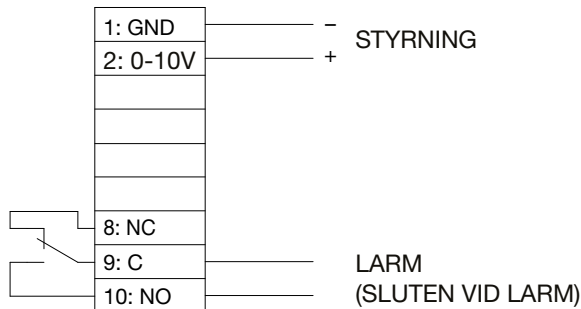 1: GND
−
STYRNING
2: 0-10V
+
8: NC
9: C
LARM
10: NO
(SLUTEN VID LARM)